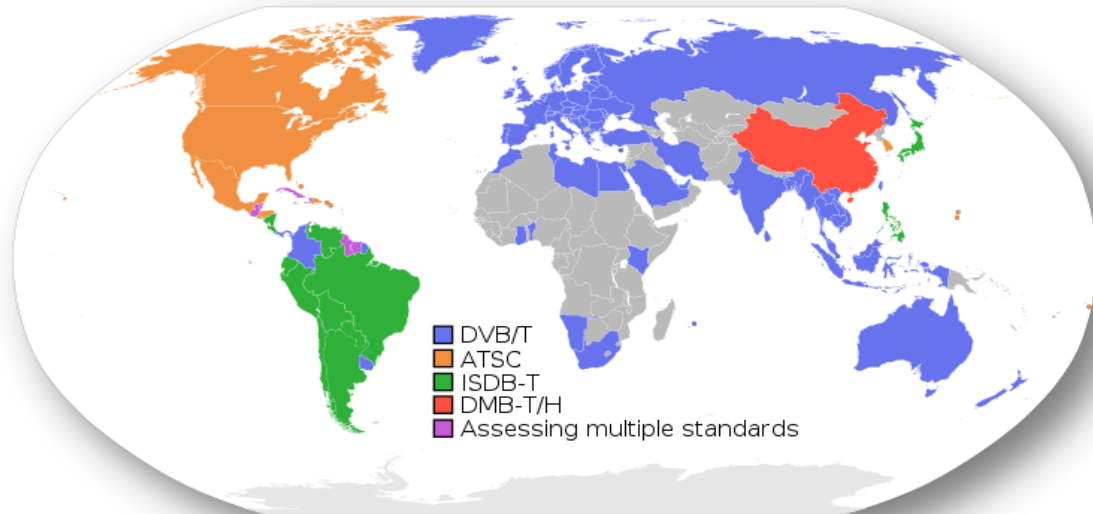 DVB/T
ATSC
ISDB-T
DMB-T/H
Assessing multiple standards